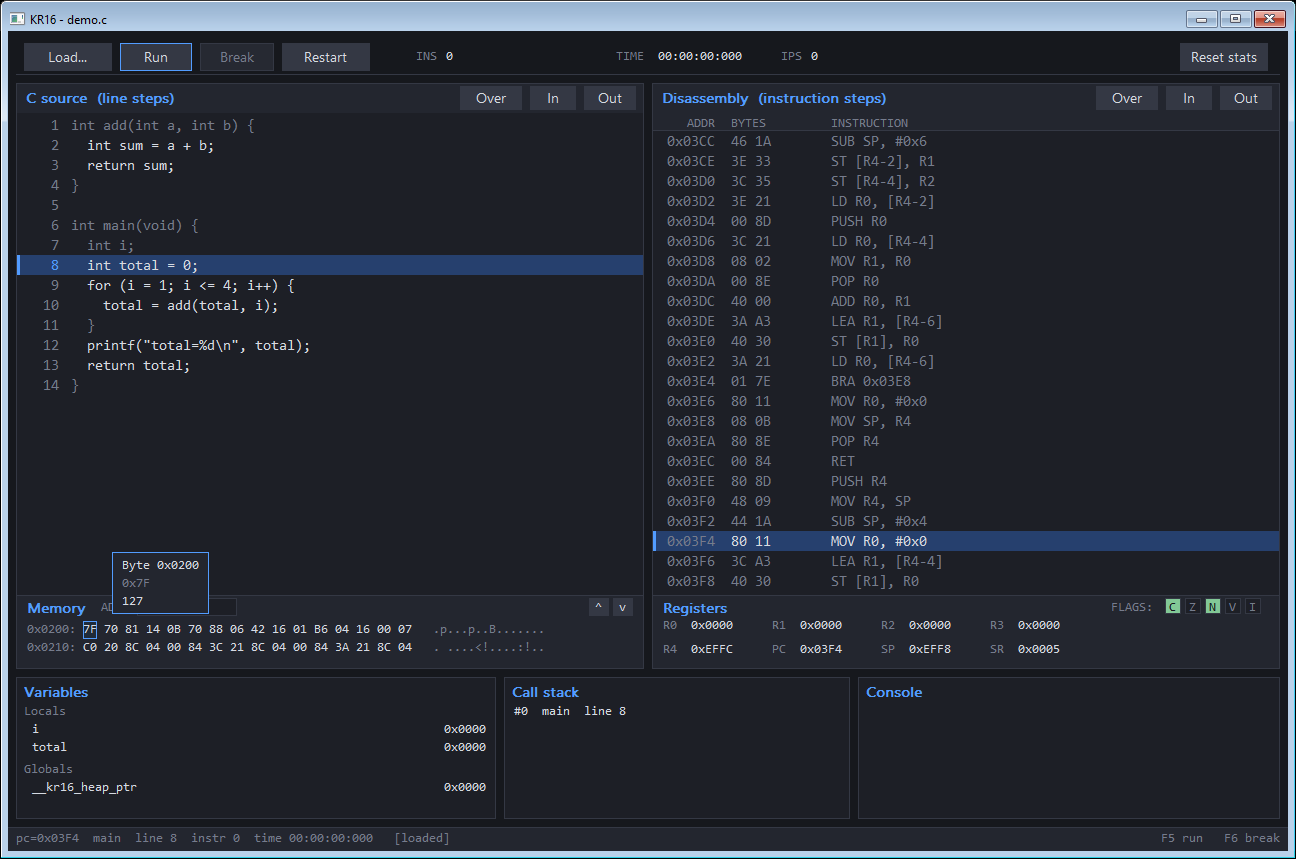 KR16 - demo.c
Load... Run Break Restart INS 0 TIME 00:00:00:000 IPS 0 Reset stats
C source (line steps) Over In Out
1 int add(int a, int b) {
2 int sum = a + b;
3 return sum;
4 }
5
6 int main(void) {
7 int i;
8 int total = 0;
9 for (i = 1; i <= 4; i++) {
10 total = add(total, i);
11 }
12 printf("total=%d\n", total);
13 return total;
14 }
Disassembly (instruction steps) Over In Out
ADDR BYTES INSTRUCTION
0x03CC 46 1A SUB SP, #0x6
0x03CE 3E 33 ST [R4-2], R1
0x03D0 3C 35 ST [R4-4], R2
0x03D2 3E 21 LD R0, [R4-2]
0x03D4 00 8D PUSH R0
0x03D6 3C 21 LD R0, [R4-4]
0x03D8 08 02 MOV R1, R0
0x03DA 00 8E POP R0
0x03DC 40 00 ADD R0, R1
0x03DE 3A A3 LEA R1, [R4-6]
0x03E0 40 30 ST [R1], R0
0x03E2 3A 21 LD R0, [R4-6]
0x03E4 01 7E BRA 0x03E8
0x03E6 80 11 MOV R0, #0x0
0x03E8 08 0B MOV SP, R4
0x03EA 80 8E POP R4
0x03EC 00 84 RET
0x03EE 80 8D PUSH R4
0x03F0 48 09 MOV R4, SP
0x03F2 44 1A SUB SP, #0x4
0x03F4 80 11 MOV R0, #0x0
0x03F6 3C A3 LEA R1, [R4-4]
0x03F8 40 30 ST [R1], R0
Byte 0x0200
0x7F
127
Memory ^ v
0x0200: 7F 70 81 14 0B 70 88 06 42 16 01 B6 04 16 00 07 .p...p..B.......
0x0210: C0 20 8C 04 00 84 3C 21 8C 04 00 84 3A 21 8C 04 . ....<!....:!..
Registers FLAGS: C Z N V I
R0 0x0000 R1 0x0000 R2 0x0000 R3 0x0000
R4 0xEFFC PC 0x03F4 SP 0xEFF8 SR 0x0005
Variables
Locals
i 0x0000
total 0x0000
Globals
__kr16_heap_ptr 0x0000
Call stack
#0 main line 8
Console
pc=0x03F4 main line 8 instr 0 time 00:00:00:000 [loaded] F5 run F6 break